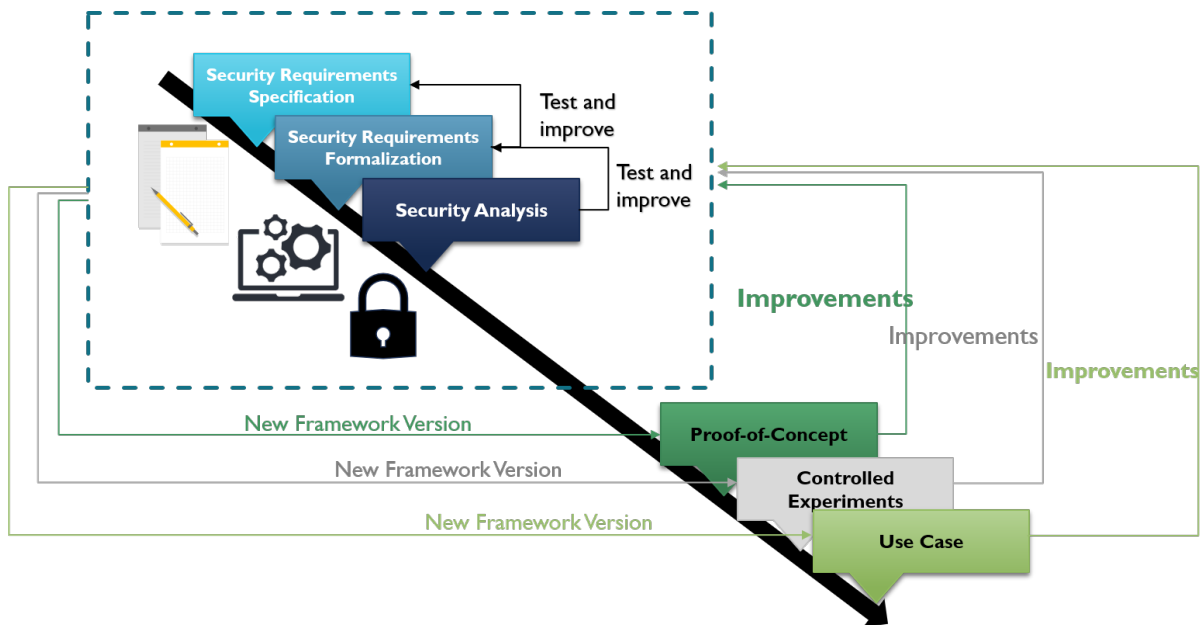 Security Requirements
Specification
Test and
improve
Security Requirements
Formalization
Test and
improve
Security Analysis
Improvements
Improvements
Improvements
New Framework Version
Proof-of-Concept
New Framework Version
Controlled
Experiments
New Framework Version
Use Case